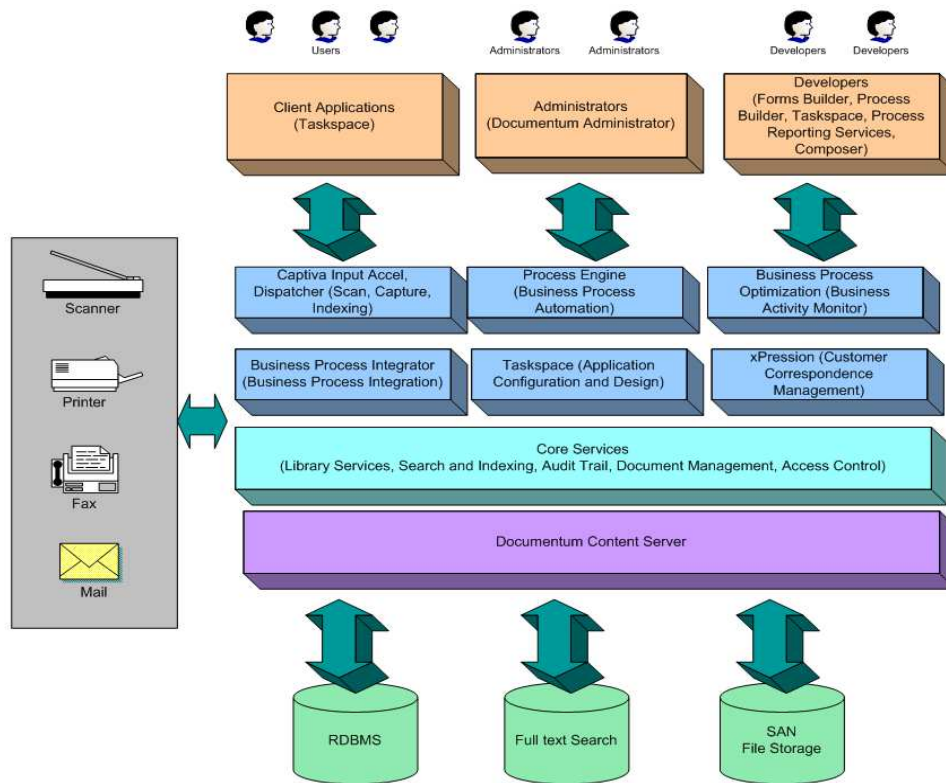 Users
Administrators
Administrators
Developers
Developers
Client Applications
(Taskspace)
Administrators
(Documentum Administrator)
Developers
(Forms Builder, Process
Builder, Taskspace, Process
Reporting Services,
Composer)
Scanner
Printer
Fax
Mail
Captiva Input Accel,
Dispatcher (Scan, Capture,
Indexing)
Process Engine
(Business Process
Automation)
Business Process
Optimization (Business
Activity Monitor)
Business Process Integrator
(Business Process Integration)
Taskspace (Application
Configuration and Design)
xPression (Customer
Correspondence
Management)
Core Services
(Library Services, Search and Indexing, Audit Trail, Document Management, Access Control)
Documentum Content Server
RDBMS
Full text Search
SAN
File Storage